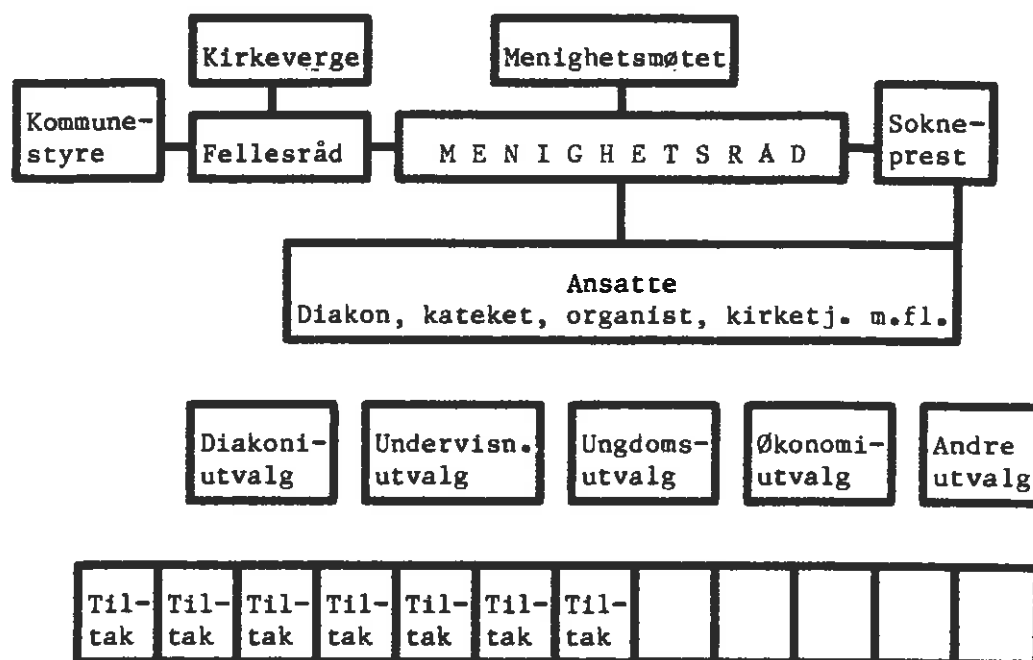 Kirkeverge
Menighetsmøtet
Kommune-
styre
Fellesråd
M E N I G H E T S R Å D
Sokne-
prest
Ansatte
Diakon, kateket, organist, kirketj. m.fl.
Diakoni-
utvalg
Undervisn.
utvalg
Ungdoms-
utvalg
Økonomi-
utvalg
Andre
utvalg
Til-
tak
Til-
tak
Til-
tak
Til-
tak
Til-
tak
Til-
tak
Til-
tak